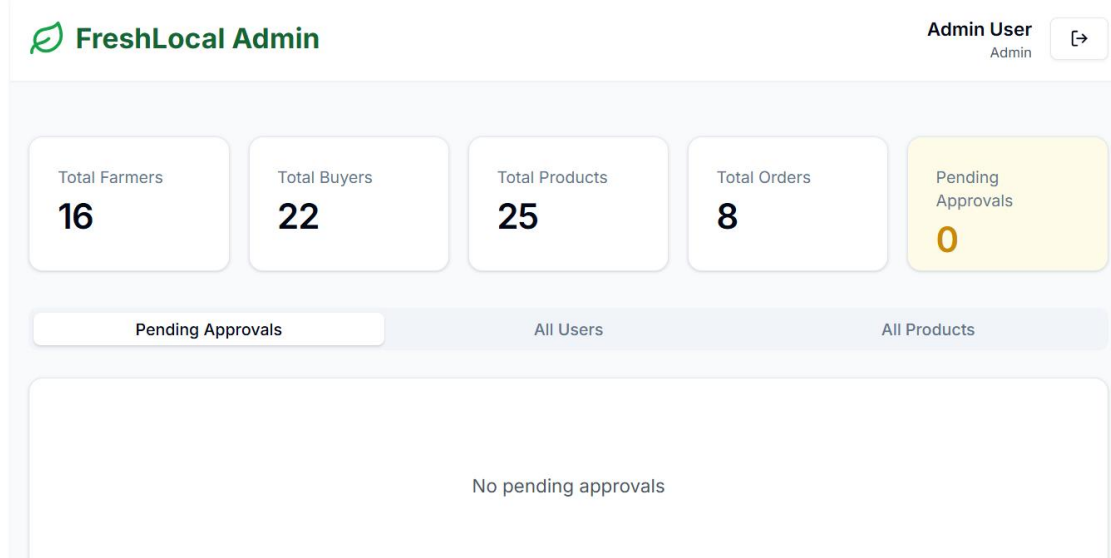 FreshLocal Admin
Admin User
Admin
Total Farmers
16
Total Buyers
22
Total Products
25
Total Orders
8
Pending
Approvals
0
Pending Approvals
All Users
All Products
No pending approvals